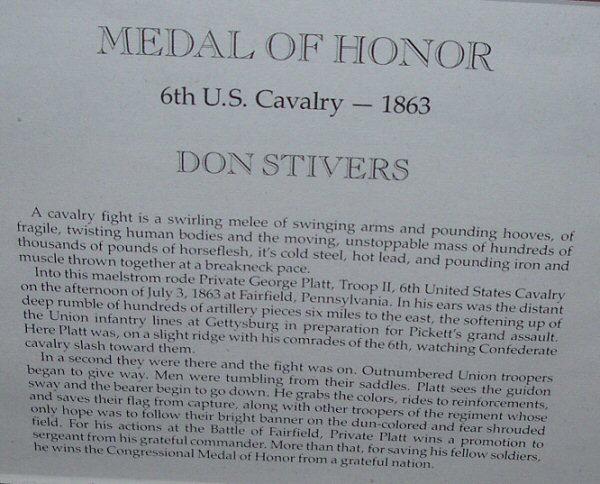 MEDAL OF HONOR
6th U.S. Cavalry — 1863
DON STIVERS
A cavalry fight is a swirling melee of swinging arms and pounding hooves, of
fragile, twisting human bodies and the moving, unstoppable mass of hundreds of
thousands of pounds of horseflesh, it's cold steel, hot lead, and pounding iron and
muscle thrown together at a breakneck pace.
Into this maelstrom rode Private George Platt, Troop II, 6th United States Cavalry
on the afternoon of July 3, 1863 at Fairfield, Pennsylvania. In his ears was the distant
deep rumble of hundreds of artillery pieces six miles to the east, the softening up of
the Union infantry lines at Gettysburg in preparation for Pickett's grand assault.
Here Platt was, on a slight ridge with his comrades of the 6th, watching Confederate
cavalry slash toward them.
In a second they were there and the fight was on. Outnumbered Union troopers
began to give way. Men were tumbling from their saddles. Platt sees the guidon
sway and the bearer begin to go down. He grabs the colors, rides to reinforcements,
and saves their flag from capture, along with other troopers of the regiment whose
only hope was to follow their bright banner on the dun-colored and fear shrouded
field. For his actions at the Battle of Fairfield, Private Platt wins a promotion to
sergeant from his grateful commander. More than that, for saving his fellow soldiers,
he wins the Congressional Medal of Honor from a grateful nation.